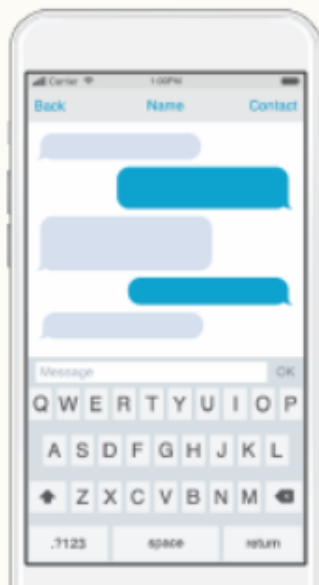 Carrier 1:00PM
Back Name Contact
Message OK
Q W E R T Y U I O P
A S D F G H J K L
Z X C V B N M
.?123 space return